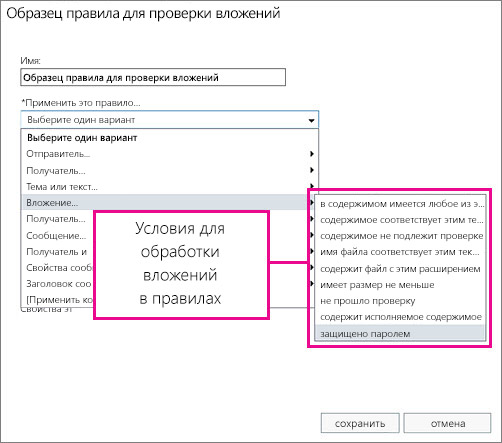 Образец правила для проверки вложений
Имя:
Образец правила для проверки вложений
*Применить это правило...
Выберите один вариант
Выберите один вариант
Отправитель...
Получатель...
Тема или текст...
Вложение...
Получатель...
Сообщение...
Получатель и
Свойства сооб
Заголовок соо
[Применить ко
Свойства эт
Условия для
обработки
вложений
в правилах
в содержимом имеется любое из э...
содержимое соответствует этим те...
содержимое не подлежит проверке
имя файла соответствует этим тек...
содержит файл с этим расширением
имеет размер не меньше
не прошло проверку
содержит исполняемое содержимое
защищено паролем
сохранить
отмена